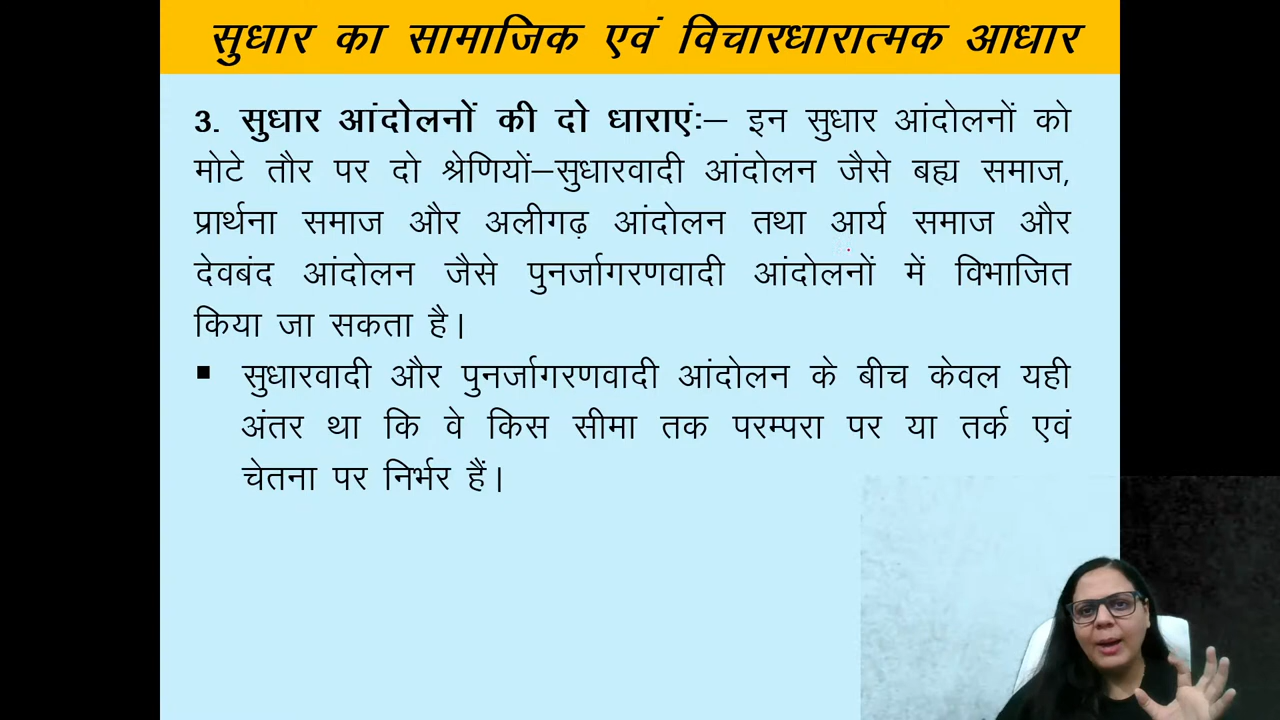 सुधार का सामाजिक एवं विचारधारात्मक आधार
3. सुधार आंदोलनों की दो धाराएंः– इन सुधार आंदोलनों को
मोटे तौर पर दो श्रेणियों–सुधारवादी आंदोलन जैसे बह्म समाज,
प्रार्थना समाज और अलीगढ़ आंदोलन तथा आर्य समाज और
देवबंद आंदोलन जैसे पुनर्जागरणवादी आंदोलनों में विभाजित
किया जा सकता है।
▪ सुधारवादी और पुनर्जागरणवादी आंदोलन के बीच केवल यही
अंतर था कि वे किस सीमा तक परम्परा पर या तर्क एवं
चेतना पर निर्भर हैं।